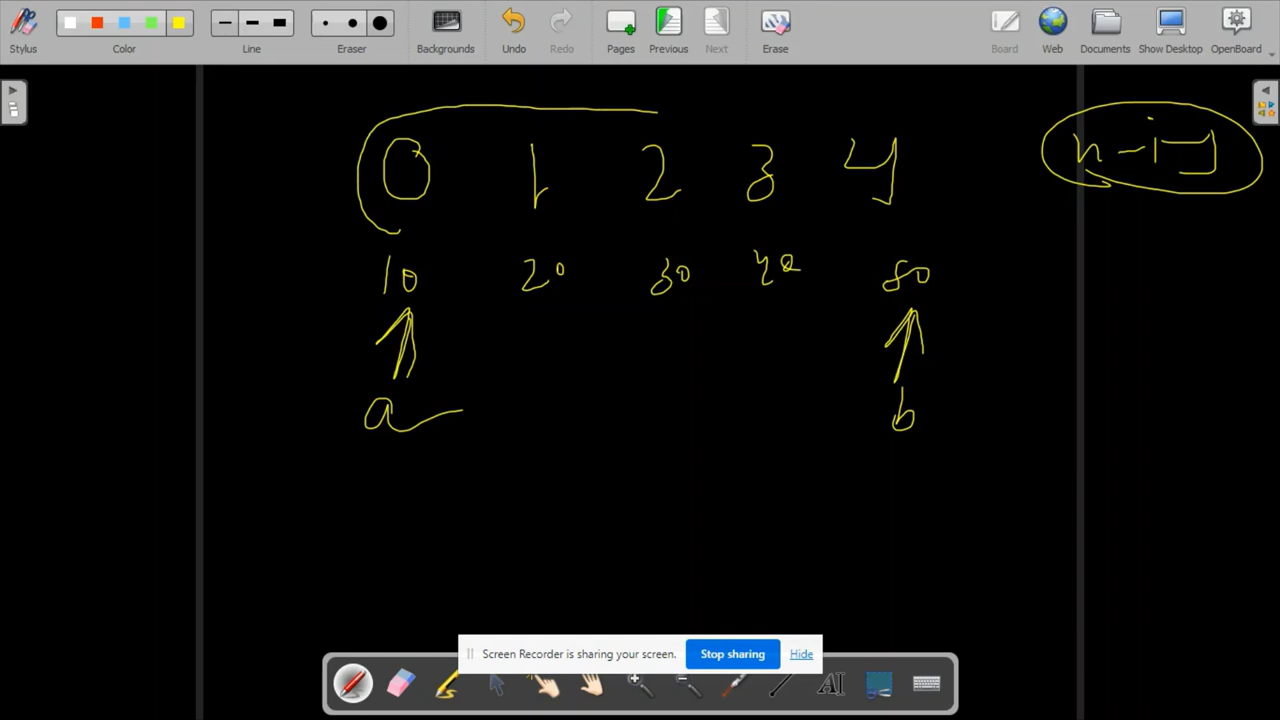 Stylus Color Line Eraser Backgrounds Undo Redo Pages Previous Next Erase Board Web Documents Show Desktop OpenBoard
0 1 2 3 4
n-i-y
10 20 30 40 80
a b
Screen Recorder is sharing your screen. Stop sharing Hide
AI